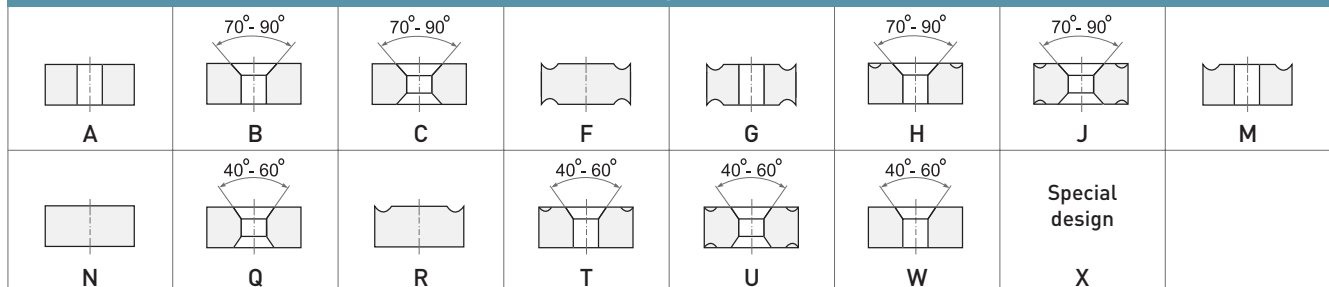 70°- 90° 70°- 90° 70°- 90° 70°- 90°
A B C F G H J M
40°- 60° 40°- 60° 40°- 60° 40°- 60°
Special
design
N Q R T U W X